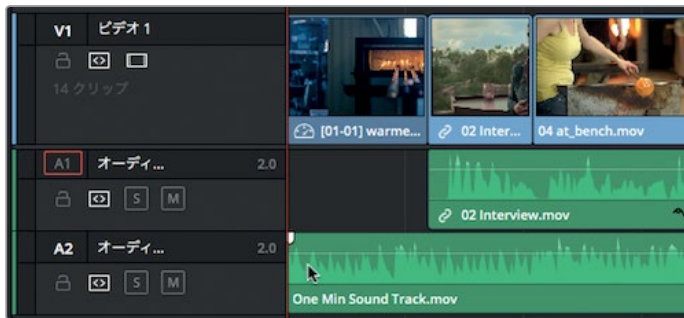 V1 ビデオ 1
14 クリップ
[01-01] warme...
02 Inter...
04 at_bench.mov
A1 オーディ... 2.0
S M
02 Interview.mov
A2 オーディ... 2.0
S M
One Min Sound Track.mov